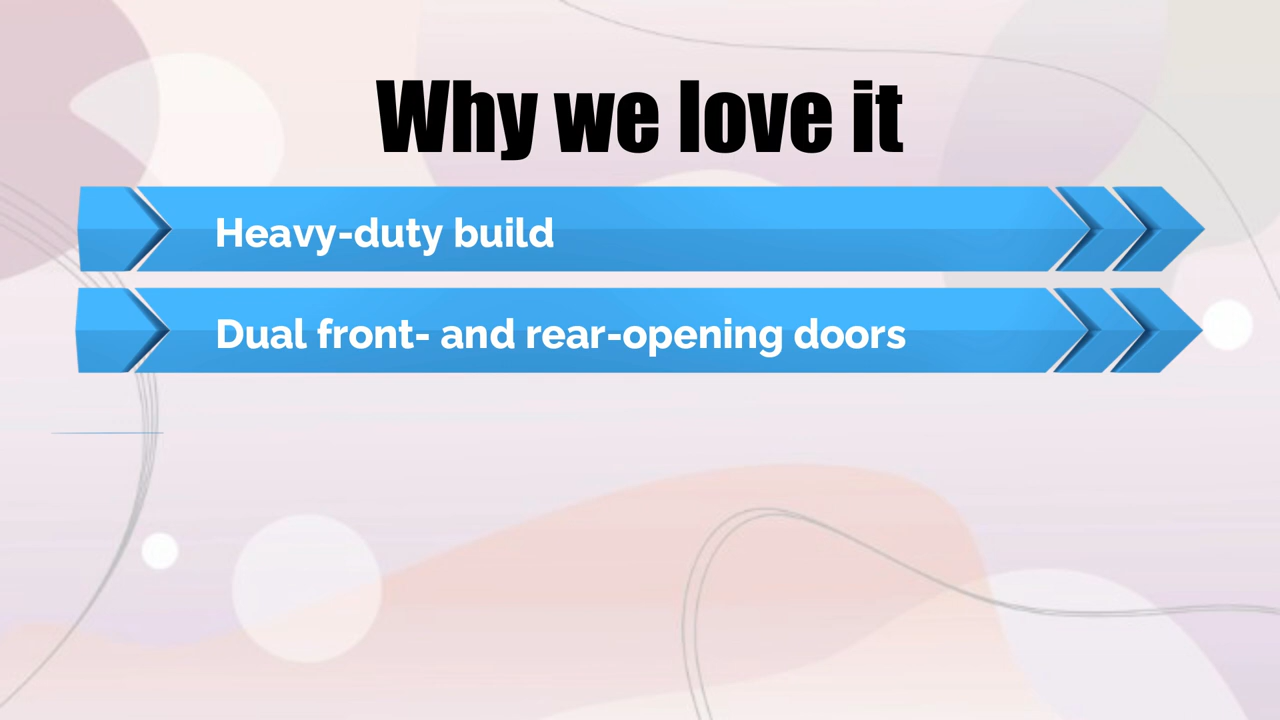 Why we love it
Heavy-duty build
Dual front- and rear-opening doors